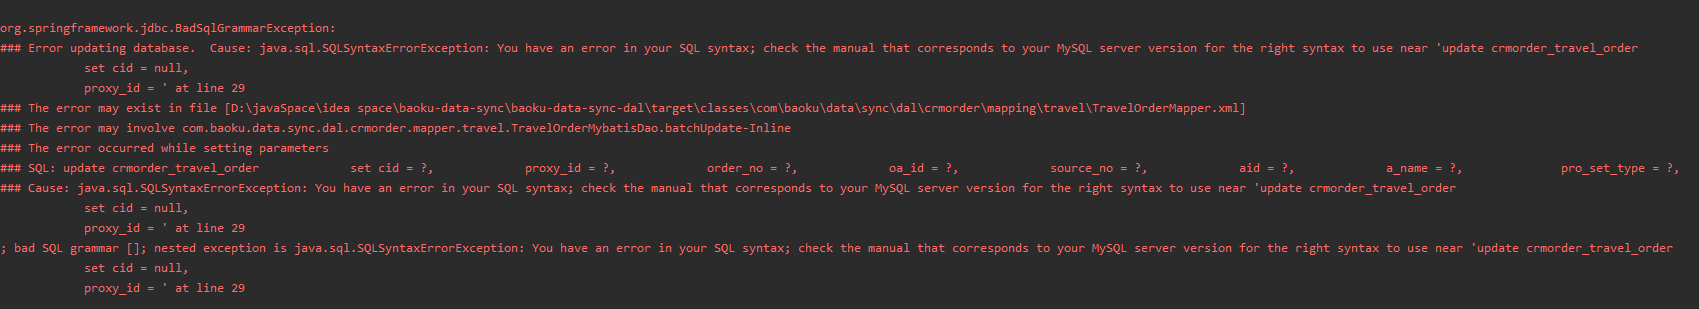 org.springframework.jdbc.BadSqlGrammarException:
### Error updating database.  Cause: java.sql.SQLSyntaxErrorException: You have an error in your SQL syntax; check the manual that corresponds to your MySQL server version for the right syntax to use near 'update crmorder_travel_order
set cid = null,
proxy_id = ' at line 29
### The error may exist in file [D:\javaSpace\idea space\baoku-data-sync\baoku-data-sync-dal\target\classes\com\baoku\data\sync\dal\crmorder\mapping\travel\TravelOrderMapper.xml]
### The error may involve com.baoku.data.sync.dal.crmorder.mapper.travel.TravelOrderMybatisDao.batchUpdate-Inline
### The error occurred while setting parameters
### SQL: update crmorder_travel_order             set cid = ?,             proxy_id = ?,             order_no = ?,             oa_id = ?,             source_no = ?,             aid = ?,             a_name = ?,             pro_set_type = ?,
### Cause: java.sql.SQLSyntaxErrorException: You have an error in your SQL syntax; check the manual that corresponds to your MySQL server version for the right syntax to use near 'update crmorder_travel_order
set cid = null,
proxy_id = ' at line 29
; bad SQL grammar []; nested exception is java.sql.SQLSyntaxErrorException: You have an error in your SQL syntax; check the manual that corresponds to your MySQL server version for the right syntax to use near 'update crmorder_travel_order
set cid = null,
proxy_id = ' at line 29